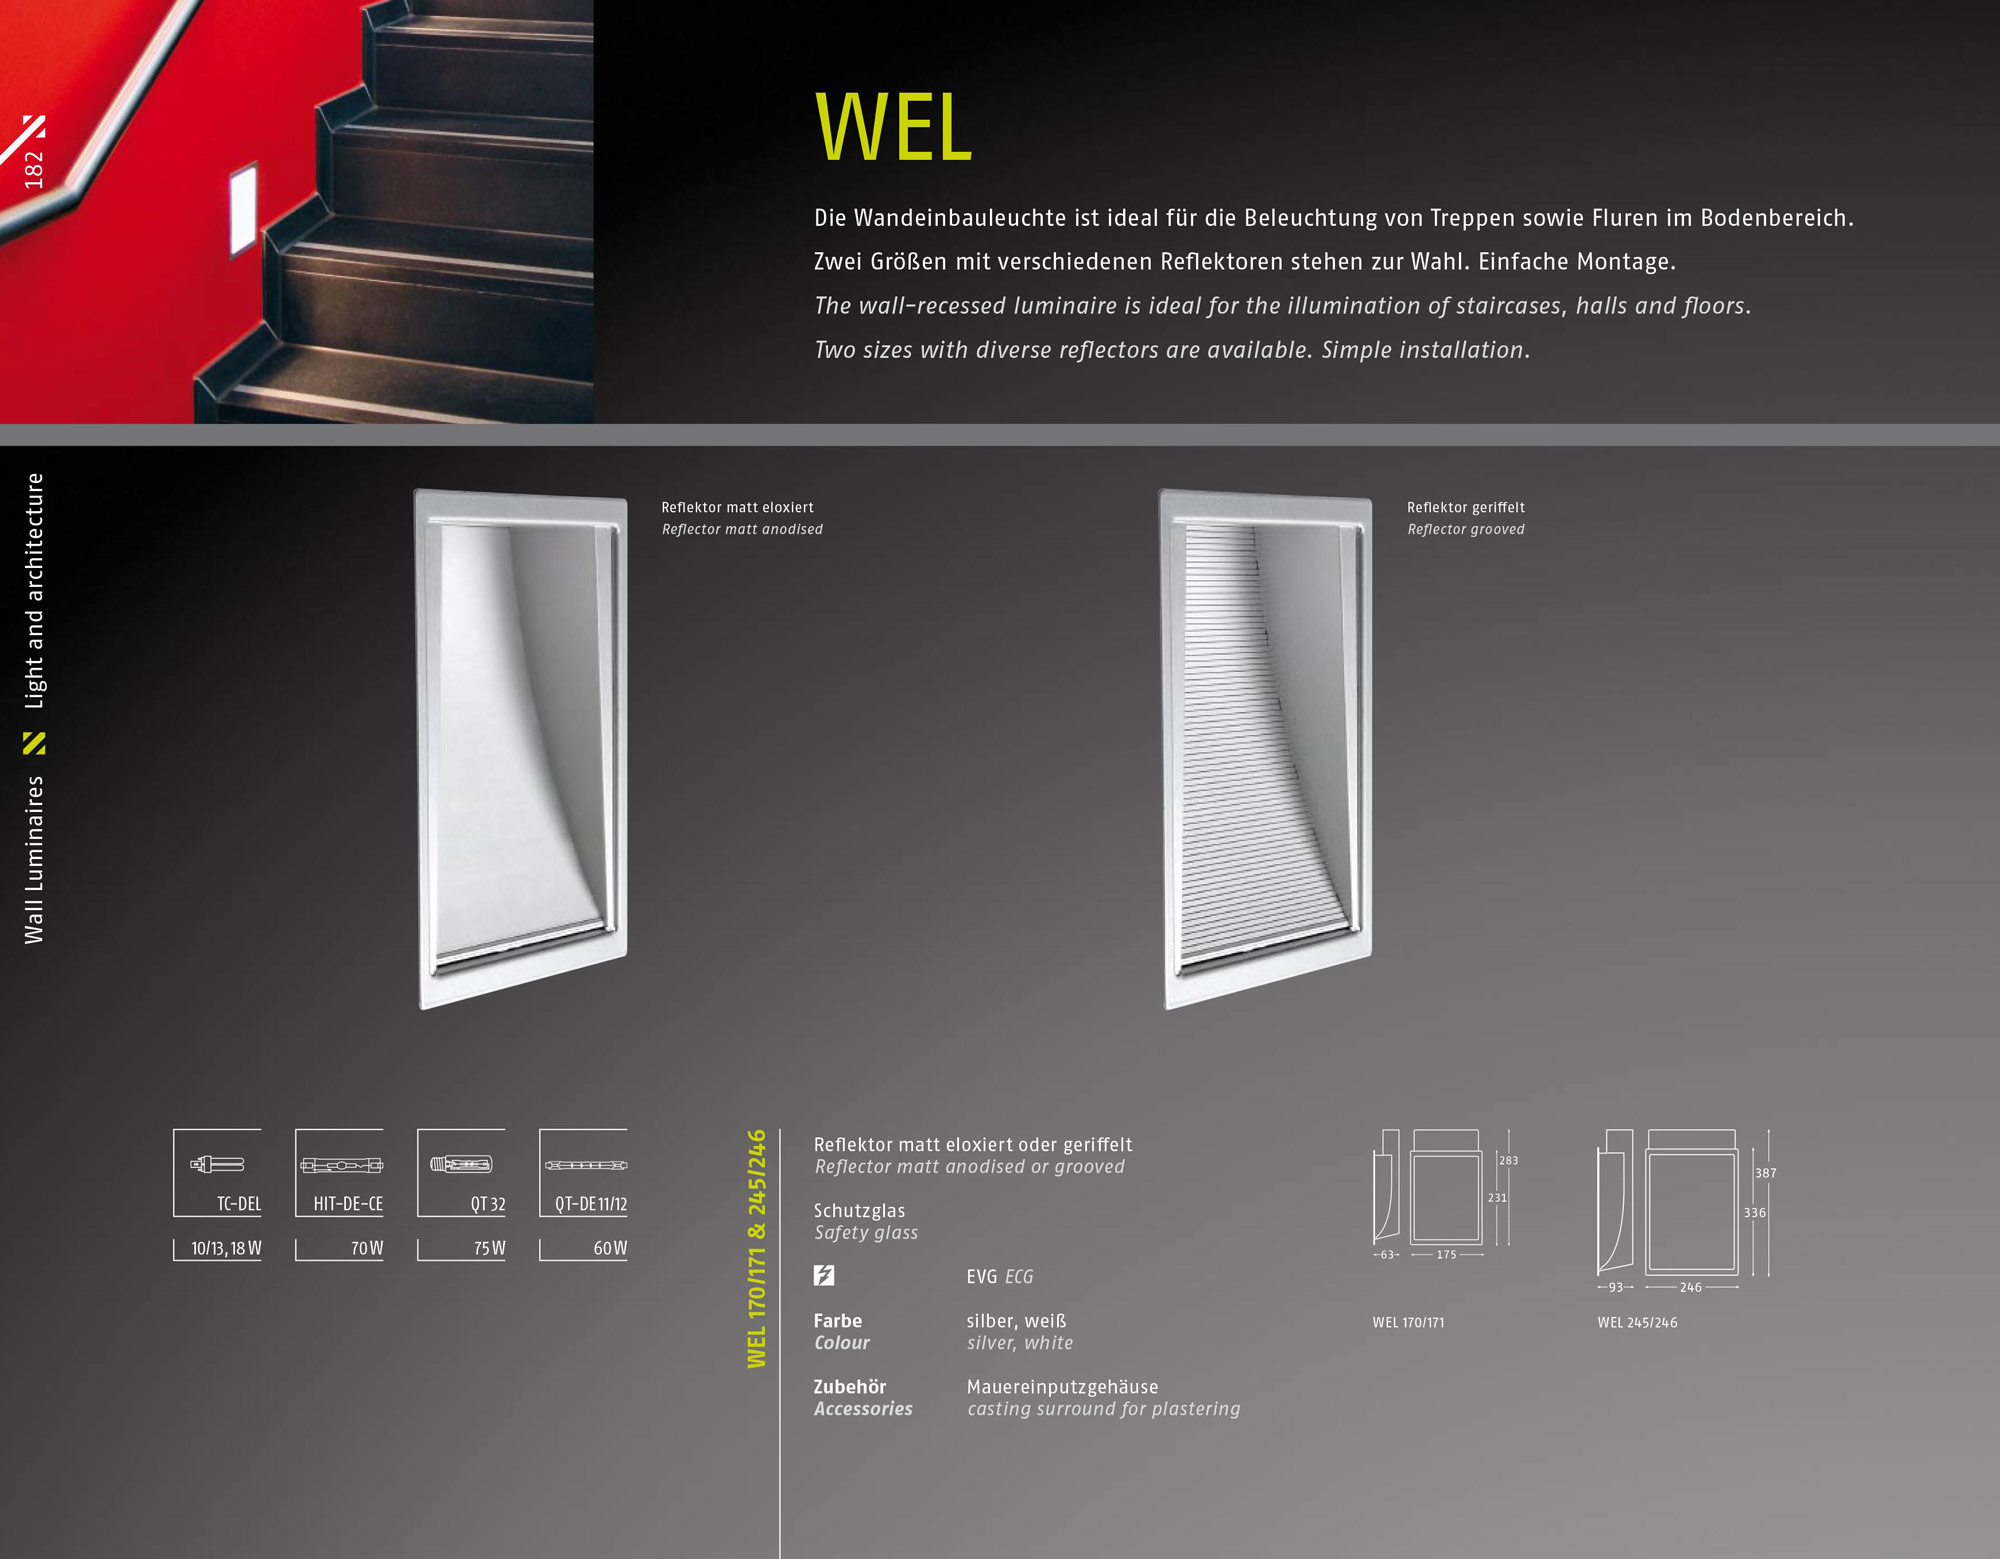 182
WEL
Die Wandeinbauleuchte ist ideal für die Beleuchtung von Treppen sowie Fluren im Bodenbereich.
Zwei Größen mit verschiedenen Reflektoren stehen zur Wahl. Einfache Montage.
The wall-recessed luminaire is ideal for the illumination of staircases, halls and floors.
Two sizes with diverse reflectors are available. Simple installation.
Wall Luminaires Light and architecture
Reflektor matt eloxiert
Reflector matt anodised
Reflektor geriffelt
Reflector grooved
TC-DEL
10/13, 18 W
HIT-DE-CE
70 W
QT 32
75 W
QT-DE 11/12
60 W
WEL 170/171 & 245/246
Reflektor matt eloxiert oder geriffelt
Reflector matt anodised or grooved
Schutzglas
Safety glass
EVG ECG
Farbe silber, weiß
Colour silver, white
Zubehör Mauereinputzgehäuse
Accessories casting surround for plastering
283
231
63
175
WEL 170/171
387
336
93
246
WEL 245/246